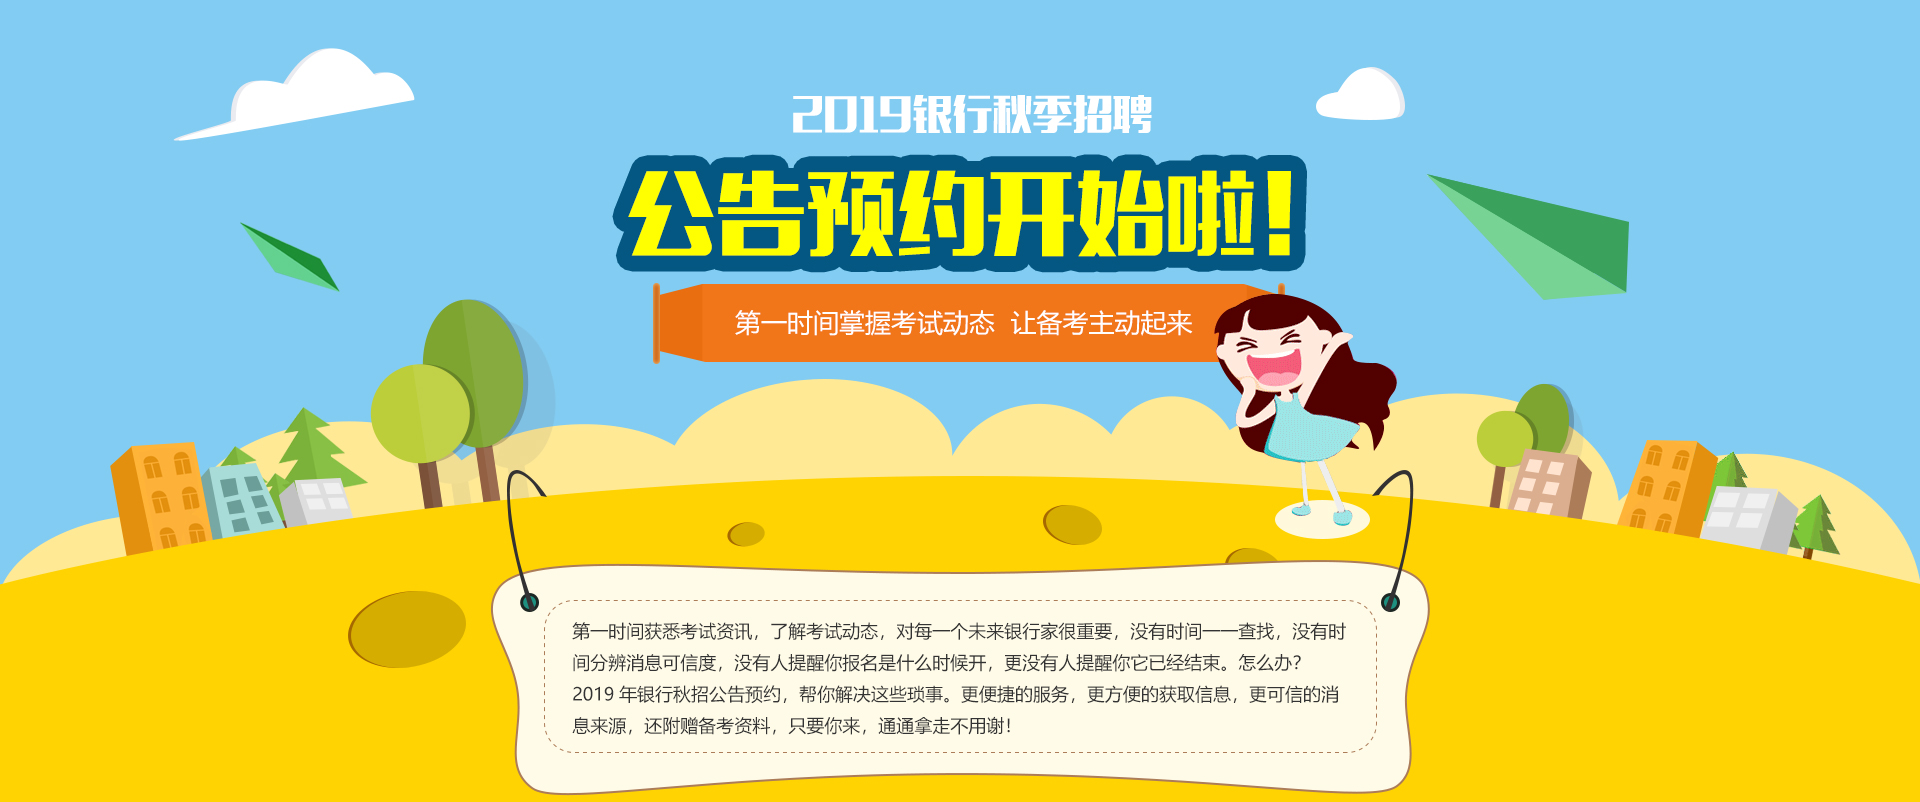 2019银行秋季招聘
公告预约开始啦!
第一时间掌握考试动态 让备考主动起来
第一时间获悉考试资讯，了解考试动态，对每一个未来银行家很重要，没有时间一一查找，没有时
间分辨消息可信度，没有人提醒你报名是什么时候开，更没有人提醒你它已经结束。怎么办？
2019 年银行秋招公告预约，帮你解决这些琐事。更便捷的服务，更方便的获取信息，更可信的消
息来源，还附赠备考资料，只要你来，通通拿走不用谢！